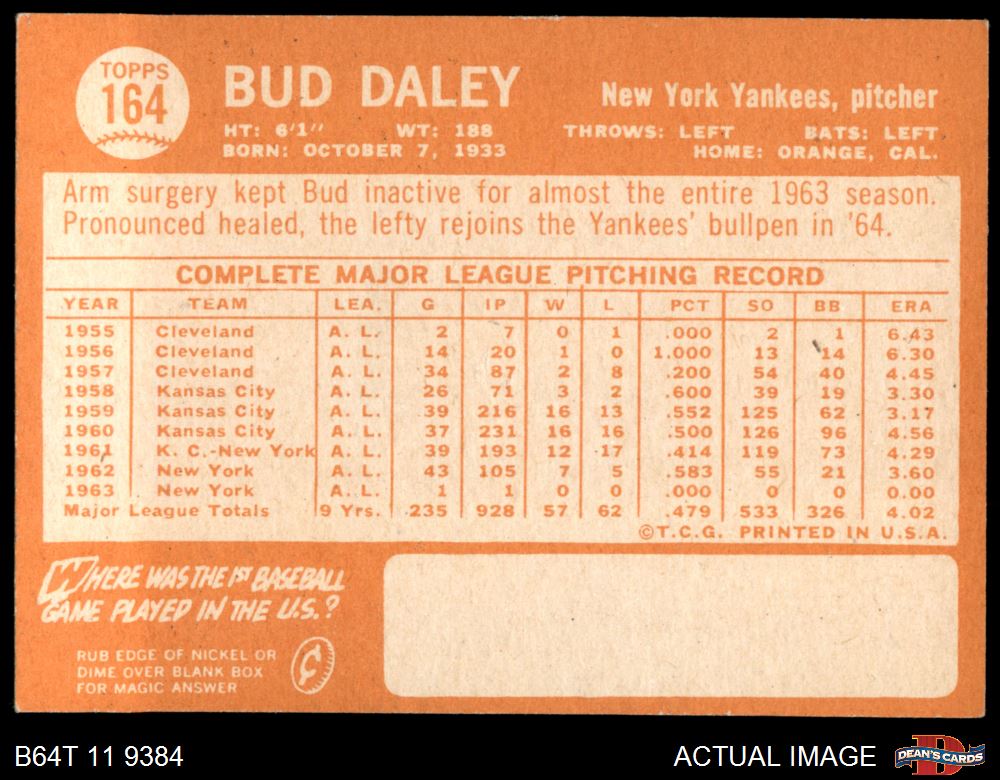 TOPPS
164
BUD DALEY
New York Yankees, pitcher
HT: 6'1" WT: 188 THROWS: LEFT BATS: LEFT
BORN: OCTOBER 7, 1933 HOME: ORANGE, CAL.
Arm surgery kept Bud inactive for almost the entire 1963 season.
Pronounced healed, the lefty rejoins the Yankees' bullpen in '64.
COMPLETE MAJOR LEAGUE PITCHING RECORD
YEAR TEAM LEA. G IP W L PCT SO BB ERA
1955 Cleveland A. L. 2 7 0 1 .000 2 1 6.43
1956 Cleveland A. L. 14 20 1 0 1.000 13 14 6.30
1957 Cleveland A. L. 34 87 2 8 .200 54 40 4.45
1958 Kansas City A. L. 26 71 3 2 .600 39 19 3.30
1959 Kansas City A. L. 39 216 16 13 .552 125 62 3.17
1960 Kansas City A. L. 37 231 16 16 .500 126 96 4.56
1961 K. C.-New York A. L. 39 193 12 17 .414 119 73 4.29
1962 New York A. L. 43 105 7 5 .583 55 21 3.60
1963 New York A. L. 1 1 0 0 .000 0 0 0.00
Major League Totals 9 Yrs. 235 928 57 62 .479 533 326 4.02
©T.C.G. PRINTED IN U.S.A.
WHERE WAS THE 1ST BASEBALL
GAME PLAYED IN THE U.S.?
RUB EDGE OF NICKEL OR
DIME OVER BLANK BOX
FOR MAGIC ANSWER
¢
B64T 11 9384
ACTUAL IMAGE
D
DEAN'S CARDS